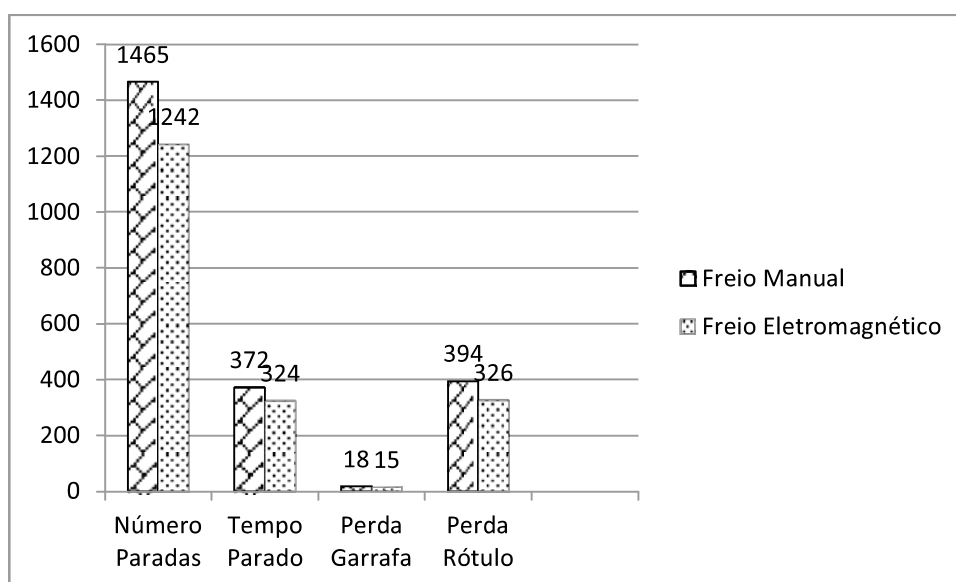 1600
1400
1200
1000
800
600
400
200
0
1465
1242
372
324
18
15
394
326
Número
Paradas
Tempo
Parado
Perda
Garrafa
Perda
Rótulo
Freio Manual
Freio Eletromagnético